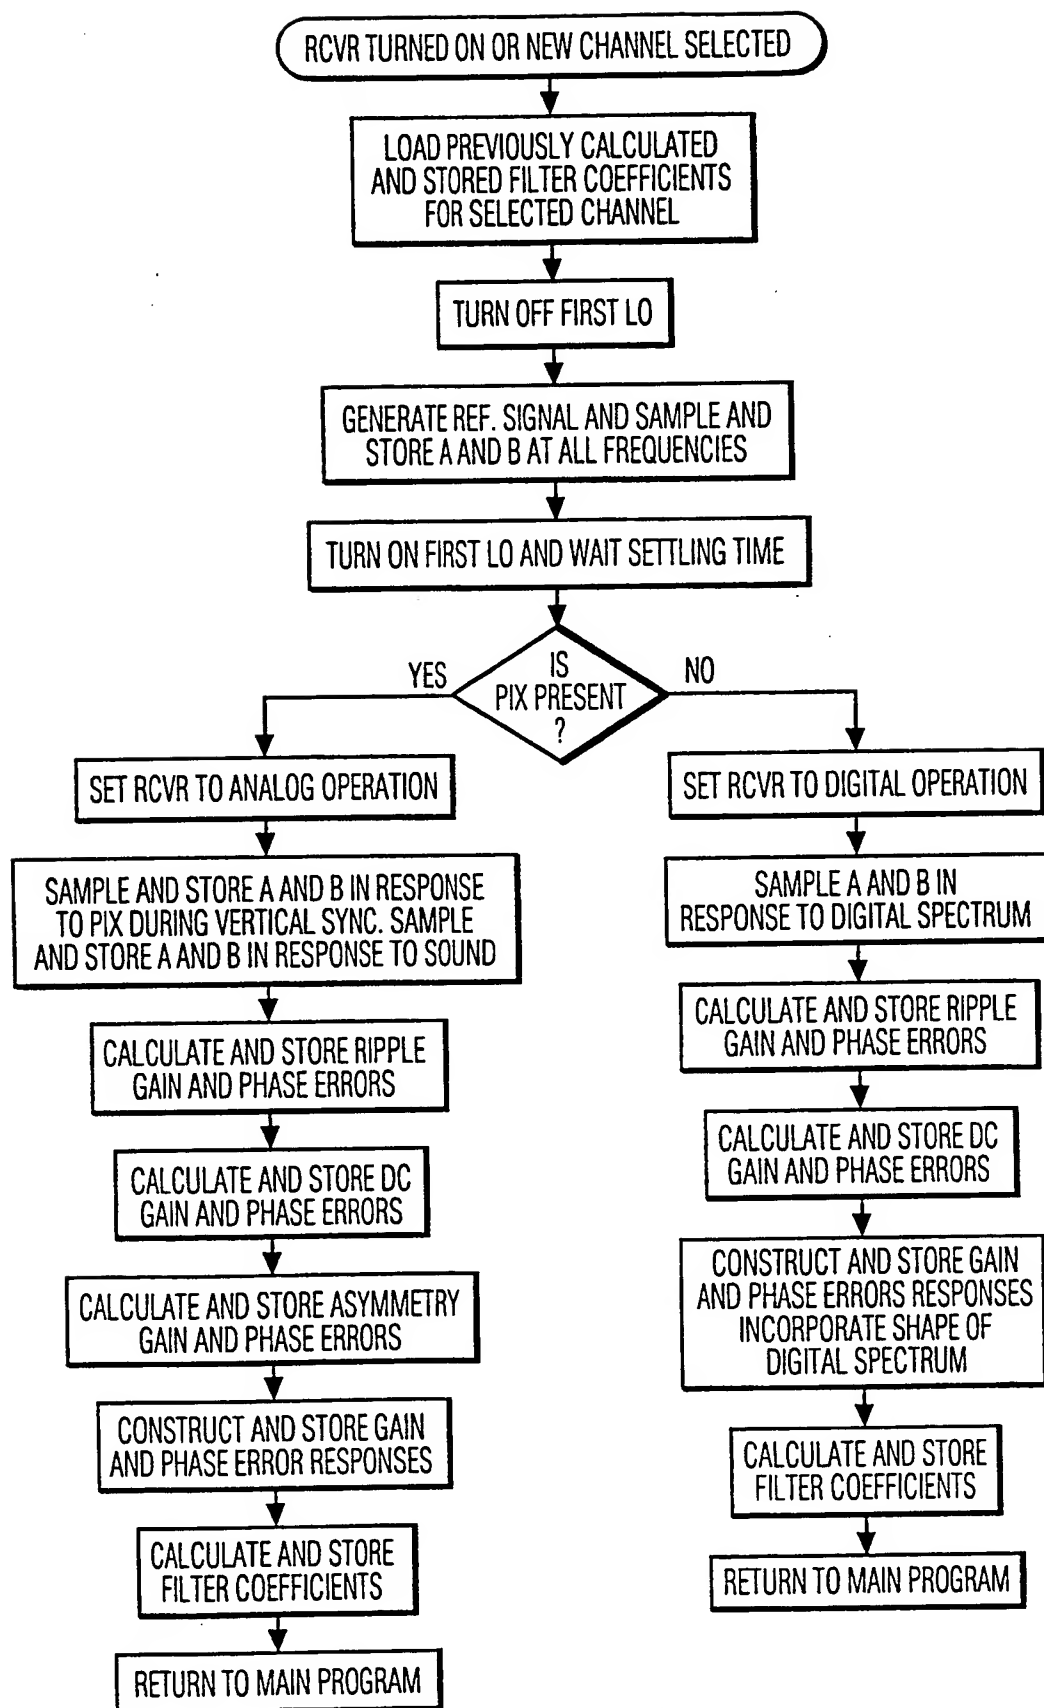 RCVR TURNED ON OR NEW CHANNEL SELECTED
LOAD PREVIOUSLY CALCULATED
AND STORED FILTER COEFFICIENTS
FOR SELECTED CHANNEL
TURN OFF FIRST LO
GENERATE REF. SIGNAL AND SAMPLE AND
STORE A AND B AT ALL FREQUENCIES
TURN ON FIRST LO AND WAIT SETTLING TIME
IS
PIX PRESENT
?
YES
NO
SET RCVR TO ANALOG OPERATION
SAMPLE AND STORE A AND B IN RESPONSE
TO PIX DURING VERTICAL SYNC. SAMPLE
AND STORE A AND B IN RESPONSE TO SOUND
CALCULATE AND STORE RIPPLE
GAIN AND PHASE ERRORS
CALCULATE AND STORE DC
GAIN AND PHASE ERRORS
CALCULATE AND STORE ASYMMETRY
GAIN AND PHASE ERRORS
CONSTRUCT AND STORE GAIN
AND PHASE ERROR RESPONSES
CALCULATE AND STORE
FILTER COEFFICIENTS
RETURN TO MAIN PROGRAM
SET RCVR TO DIGITAL OPERATION
SAMPLE A AND B IN
RESPONSE TO DIGITAL SPECTRUM
CALCULATE AND STORE RIPPLE
GAIN AND PHASE ERRORS
CALCULATE AND STORE DC
GAIN AND PHASE ERRORS
CONSTRUCT AND STORE GAIN
AND PHASE ERRORS RESPONSES
INCORPORATE SHAPE OF
DIGITAL SPECTRUM
CALCULATE AND STORE
FILTER COEFFICIENTS
RETURN TO MAIN PROGRAM